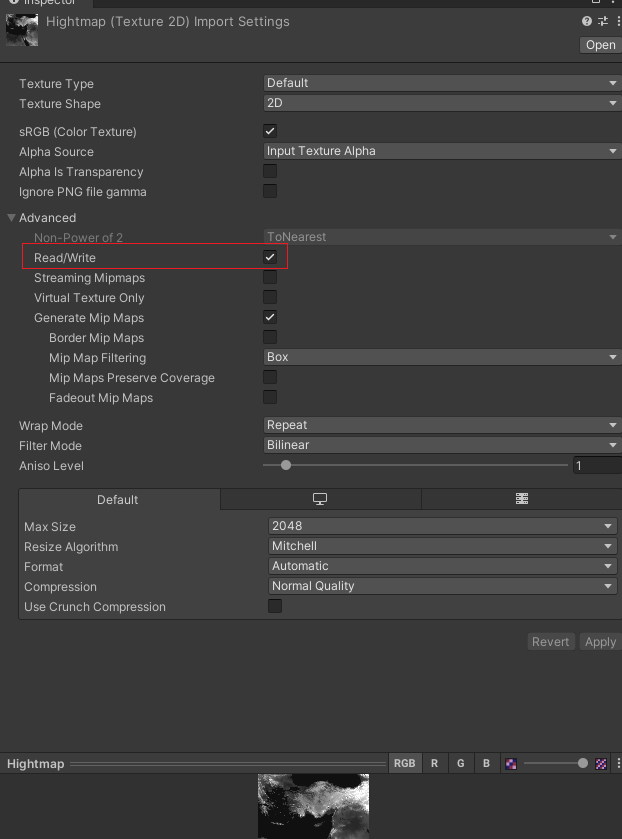 Inspector
Hightmap (Texture 2D) Import Settings
Open
Texture Type Default
Texture Shape 2D
sRGB (Color Texture)
Alpha Source Input Texture Alpha
Alpha Is Transparency
Ignore PNG file gamma
Advanced
Non-Power of 2 ToNearest
Read/Write
Streaming Mipmaps
Virtual Texture Only
Generate Mip Maps
Border Mip Maps
Mip Map Filtering Box
Mip Maps Preserve Coverage
Fadeout Mip Maps
Wrap Mode Repeat
Filter Mode Bilinear
Aniso Level 1
Default
Max Size 2048
Resize Algorithm Mitchell
Format Automatic
Compression Normal Quality
Use Crunch Compression
Revert Apply
Hightmap RGB R G B